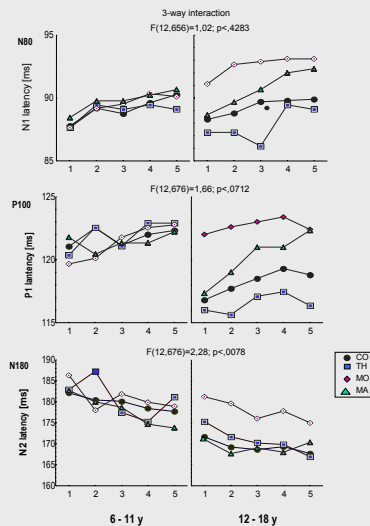 3-way interaction
N80
F(12,656)=1,02; p<,4283
N1 latency [ms]
95
90
85
1 2 3 4 5
1 2 3 4 5
P100
F(12,676)=1,66; p<,0712
P1 lantency [ms]
125
120
115
1 2 3 4 5
1 2 3 4 5
N180
F(12,676)=2,28; p<,0078
N2 latency [ms]
190
185
180
175
170
165
160
1 2 3 4 5
1 2 3 4 5
CO
TH
MO
MA
6 - 11 y
12 - 18 y